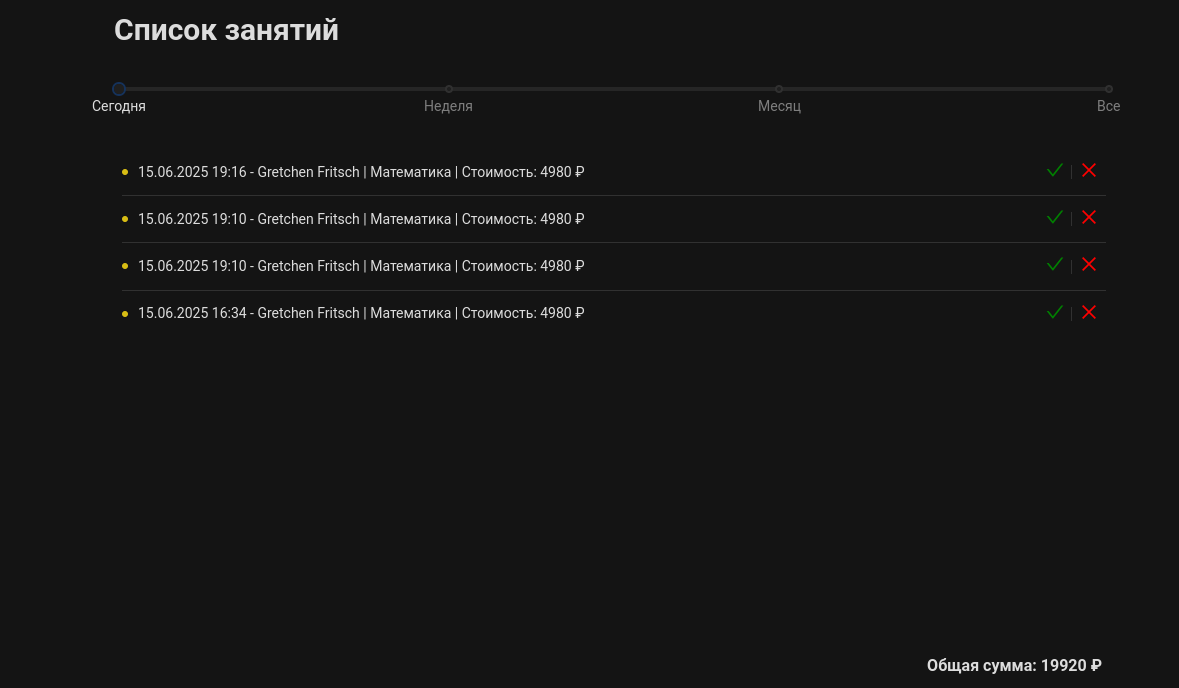 Список занятий
Сегодня Неделя Месяц Все
15.06.2025 19:16 - Gretchen Fritsch | Математика | Стоимость: 4980 ₽
15.06.2025 19:10 - Gretchen Fritsch | Математика | Стоимость: 4980 ₽
15.06.2025 19:10 - Gretchen Fritsch | Математика | Стоимость: 4980 ₽
15.06.2025 16:34 - Gretchen Fritsch | Математика | Стоимость: 4980 ₽
Общая сумма: 19920 ₽